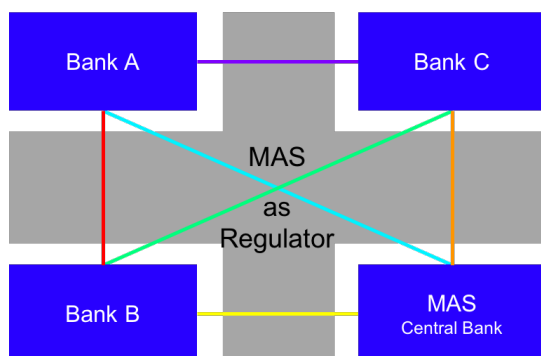 Bank A
Bank C
MAS
as
Regulator
Bank B
MAS
Central Bank